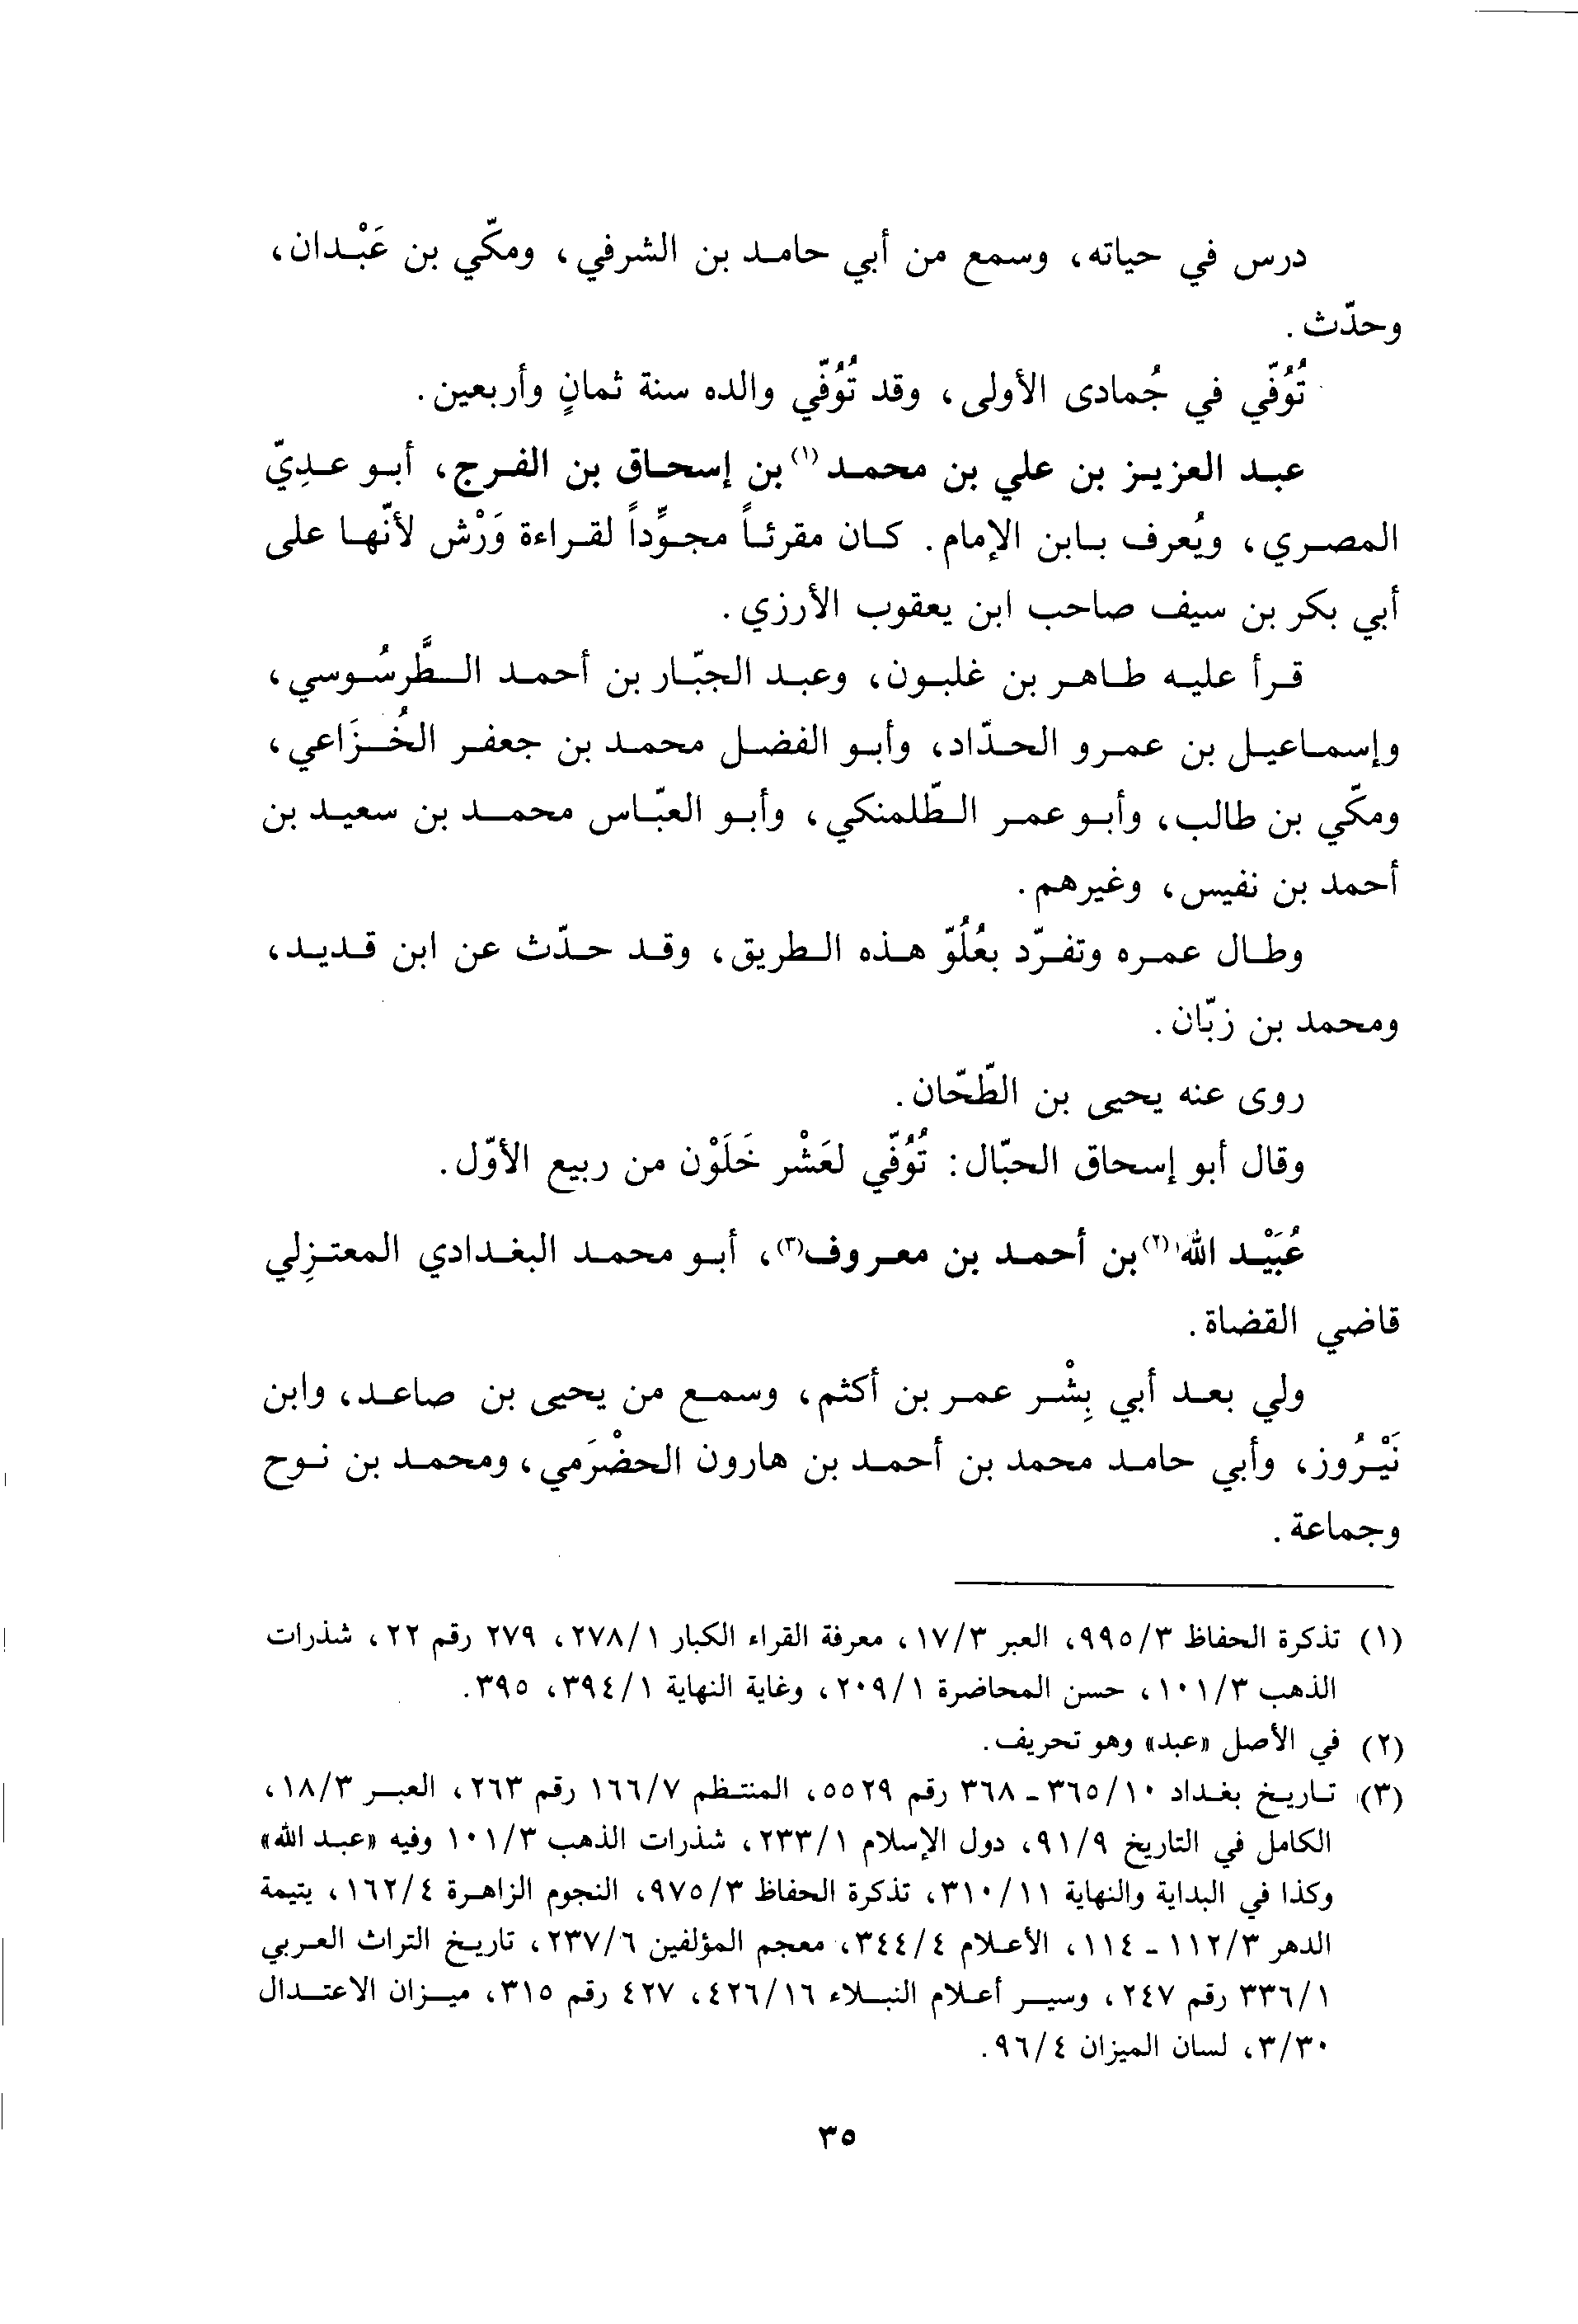 درس في حياته، وسمع من أبي حامد بن الشرفي، ومكّي بن عَبْدان،
وحدّث.
تُوُفّي في جُمادى الأولى، وقد تُوُفّي والده سنة ثمانٍ وأربعين.
عبد العزيز بن علي بن محمد(١) بن إسحاق بن الفرج، أبو عديّ
المصري، ويُعرف بابن الإمام. كان مقرئاً مجوِّداً لقراءة وَرْش لأنّها على
أبي بكر بن سيف صاحب ابن يعقوب الأرزي.
قرأ عليه طاهر بن غلبون، وعبد الجبّار بن أحمد الطَّرسُوسي،
وإسماعيل بن عمرو الحدّاد، وأبو الفضل محمد بن جعفر الخُزَاعي،
ومكّي بن طالب، وأبو عمر الطّلمنكي، وأبو العبّاس محمد بن سعيد بن
أحمد بن نفيس، وغيرهم.
وطال عمره وتفرّد بعُلُوّ هذه الطريق، وقد حدّث عن ابن قديد،
ومحمد بن زبّان.
روى عنه يحيى بن الطّحّان.
وقال أبو إسحاق الحبّال: تُوُفّي لعَشْر خَلَوْن من ربيع الأوّل.
عُبَيْد الله(٢) بن أحمد بن معروف(٣)، أبو محمد البغدادي المعتزِلي
قاضي القضاة.
ولي بعد أبي بِشْر عمر بن أكثم، وسمع من يحيى بن صاعد، وابن
نَيْرُوز، وأبي حامد محمد بن أحمد بن هارون الحضْرَمي، ومحمد بن نوح
وجماعة.
(١) تذكرة الحفاظ ٩٩٥/٣، العبر ١٧/٣، معرفة القراء الكبار ٢٧٨/١، ٢٧٩ رقم ٢٢، شذرات
الذهب ١٠١/٣، حسن المحاضرة ٢٠٩/١، وغاية النهاية ٣٩٤/١، ٣٩٥.
(٢) في الأصل «عبد» وهو تحريف.
(٣) تاريخ بغداد ٣٦٥/١٠ - ٣٦٨ رقم ٥٥٢٩، المنتظم ١٦٦/٧ رقم ٢٦٣، العبر ١٨/٣،
الكامل في التاريخ ٩١/٩، دول الإسلام ٢٣٣/١، شذرات الذهب ١٠١/٣ وفيه «عبد الله»
وكذا في البداية والنهاية ٣١٠/١١، تذكرة الحفاظ ٩٧٥/٣، النجوم الزاهرة ١٦٢/٤، يتيمة
الدهر ١١٢/٣ - ١١٤، الأعلام ٣٤٤/٤، معجم المؤلفين ٢٣٧/٦، تاريخ التراث العربي
٣٣٦/١ رقم ٢٤٧، وسير أعلام النبلاء ٤٢٦/١٦، ٤٢٧ رقم ٣١٥، ميزان الاعتدال
٣/٣٠، لسان الميزان ٩٦/٤.
٣٥